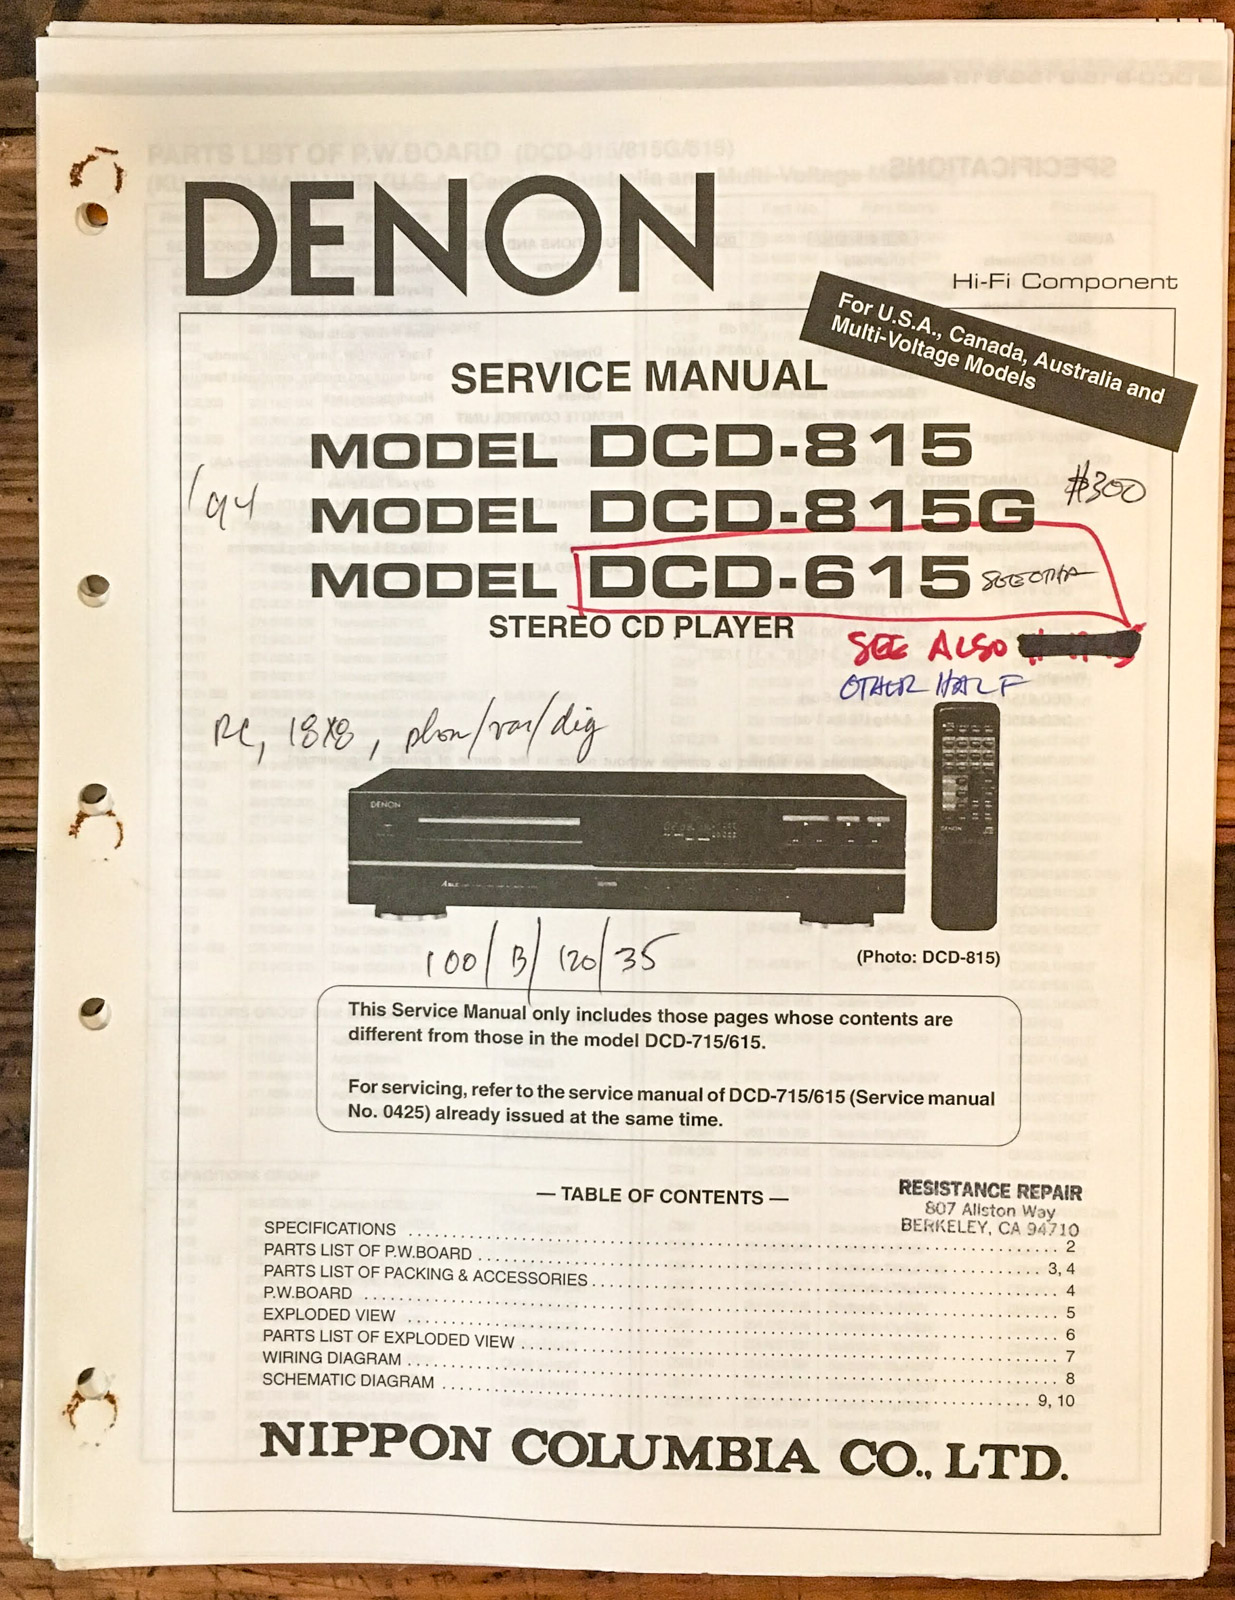 DENON
Hi-Fi Component
For U.S.A., Canada, Australia and
Multi-Voltage Models
SERVICE MANUAL
MODEL DCD-815
'94
MODEL DCD-815G
$300
MODEL DCD-615
SEE OTHR
STEREO CD PLAYER
SEE ALSO
OTHER HALF
RC, 18X8, phon/var/dig
DENON
DENON
100/B/120/35
(Photo: DCD-815)
This Service Manual only includes those pages whose contents are
different from those in the model DCD-715/615.
For servicing, refer to the service manual of DCD-715/615 (Service manual
No. 0425) already issued at the same time.
— TABLE OF CONTENTS —
RESISTANCE REPAIR
807 Allston Way
BERKELEY, CA 94710
SPECIFICATIONS ........ 2
PARTS LIST OF P.W.BOARD ........ 3, 4
PARTS LIST OF PACKING & ACCESSORIES ........ 4
P.W.BOARD ........ 5
EXPLODED VIEW ........ 6
PARTS LIST OF EXPLODED VIEW ........ 7
WIRING DIAGRAM ........ 8
SCHEMATIC DIAGRAM ........ 9, 10
NIPPON COLUMBIA CO., LTD.